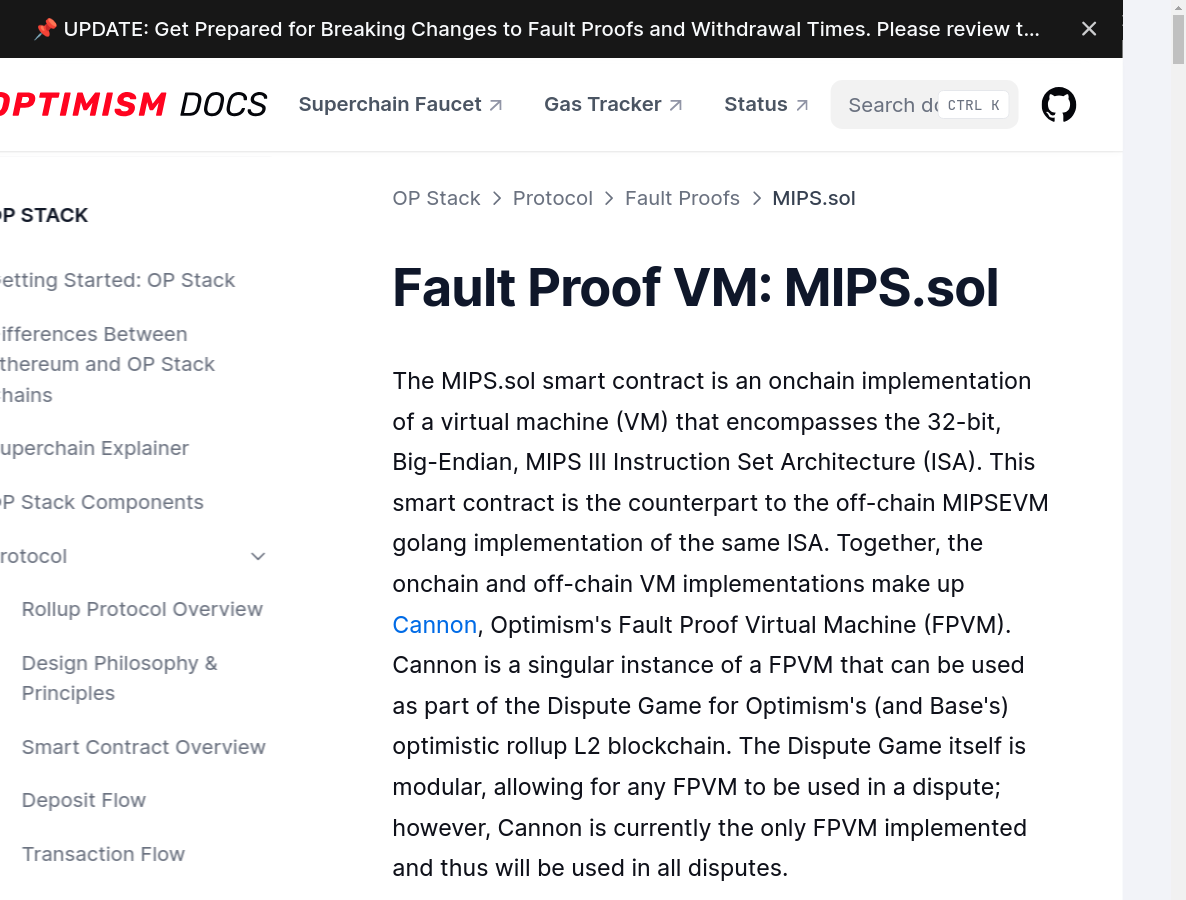 📌 UPDATE: Get Prepared for Breaking Changes to Fault Proofs and Withdrawal Times. Please review t...
OPTIMISM DOCS
Superchain Faucet
Gas Tracker
Status
Search do
CTRL K
OP Stack > Protocol > Fault Proofs > MIPS.sol
OP STACK
etting Started: OP Stack
ifferences Between
thereum and OP Stack
hains
uperchain Explainer
OP Stack Components
rotocol
Rollup Protocol Overview
Design Philosophy &
Principles
Smart Contract Overview
Deposit Flow
Transaction Flow
Fault Proof VM: MIPS.sol
The MIPS.sol smart contract is an onchain implementation
of a virtual machine (VM) that encompasses the 32-bit,
Big-Endian, MIPS III Instruction Set Architecture (ISA). This
smart contract is the counterpart to the off-chain MIPSEVM
golang implementation of the same ISA. Together, the
onchain and off-chain VM implementations make up
Cannon, Optimism's Fault Proof Virtual Machine (FPVM).
Cannon is a singular instance of a FPVM that can be used
as part of the Dispute Game for Optimism's (and Base's)
optimistic rollup L2 blockchain. The Dispute Game itself is
modular, allowing for any FPVM to be used in a dispute;
however, Cannon is currently the only FPVM implemented
and thus will be used in all disputes.